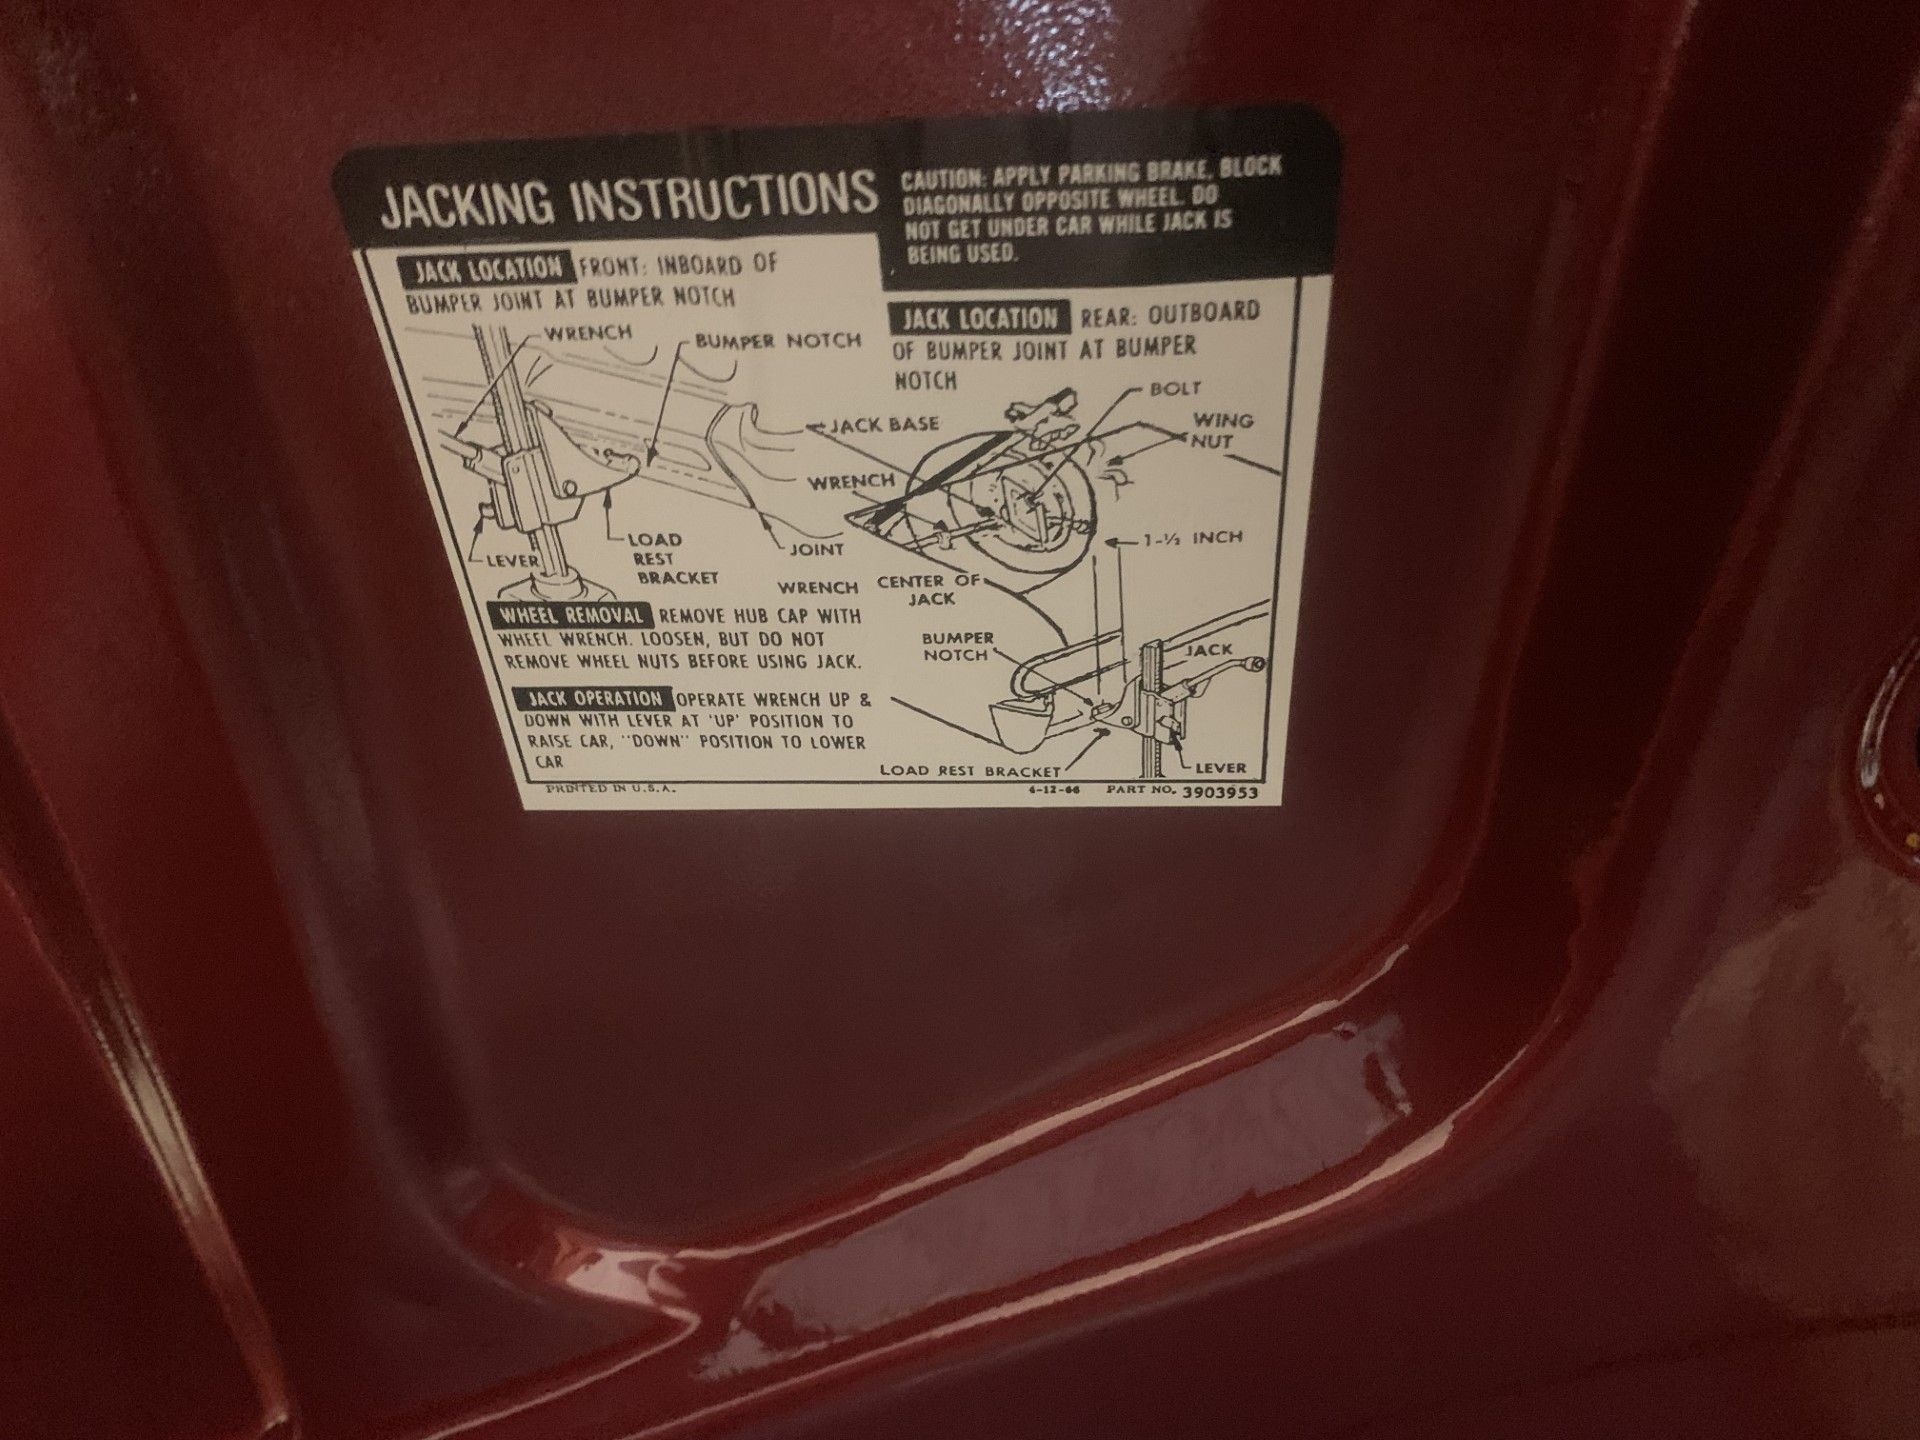 JACKING INSTRUCTIONS
CAUTION: APPLY PARKING BRAKE, BLOCK
DIAGONALLY OPPOSITE WHEEL. DO
NOT GET UNDER CAR WHILE JACK IS
BEING USED.
JACK LOCATION FRONT: INBOARD OF
BUMPER JOINT AT BUMPER NOTCH
WRENCH
BUMPER NOTCH
LEVER
LOAD
REST
BRACKET
JOINT
JACK LOCATION REAR: OUTBOARD
OF BUMPER JOINT AT BUMPER
NOTCH
BOLT
JACK BASE
WING
NUT
WRENCH
1-½ INCH
WRENCH
CENTER OF
JACK
BUMPER
NOTCH
JACK
LOAD REST BRACKET
LEVER
WHEEL REMOVAL REMOVE HUB CAP WITH
WHEEL WRENCH. LOOSEN, BUT DO NOT
REMOVE WHEEL NUTS BEFORE USING JACK.
JACK OPERATION OPERATE WRENCH UP &
DOWN WITH LEVER AT 'UP' POSITION TO
RAISE CAR, "DOWN" POSITION TO LOWER
CAR
PRINTED IN U.S.A.
4-12-66 PART NO. 3903953